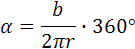 α = b / 2πr · 360°